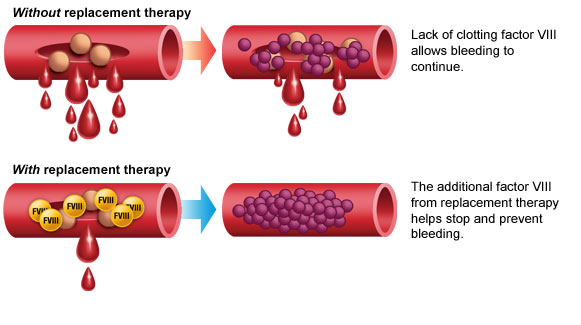 Without replacement therapy
Lack of clotting factor VIII
allows bleeding to
continue.
With replacement therapy
FVIII
FVIII
FVIII
FVIII
FVIII
The additional factor VIII
from replacement therapy
helps stop and prevent
bleeding.